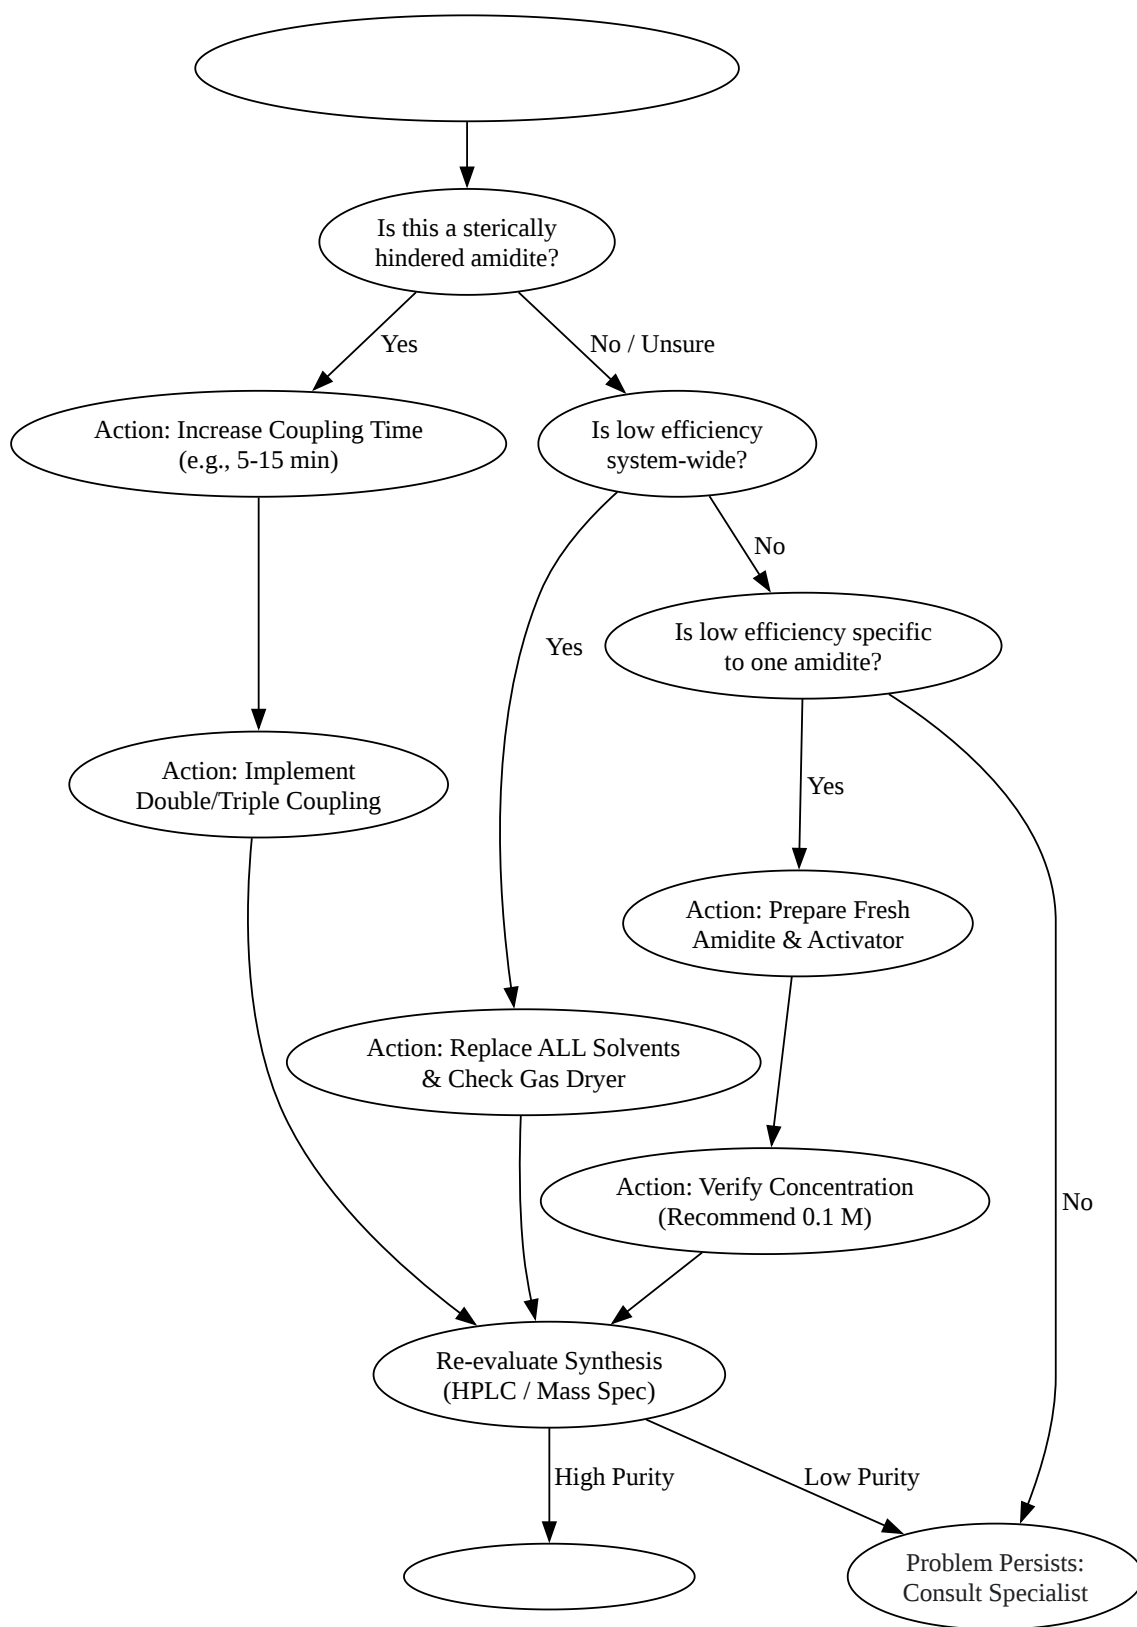 Is this a sterically
hindered amidite?
Yes
No / Unsure
Action: Increase Coupling Time
(e.g., 5-15 min)
Is low efficiency
system-wide?
No
Yes
Is low efficiency specific
to one amidite?
Action: Implement
Double/Triple Coupling
Yes
Action: Prepare Fresh
Amidite & Activator
Action: Replace ALL Solvents
& Check Gas Dryer
Action: Verify Concentration
(Recommend 0.1 M)
No
Re-evaluate Synthesis
(HPLC / Mass Spec)
High Purity
Low Purity
Problem Persists:
Consult Specialist